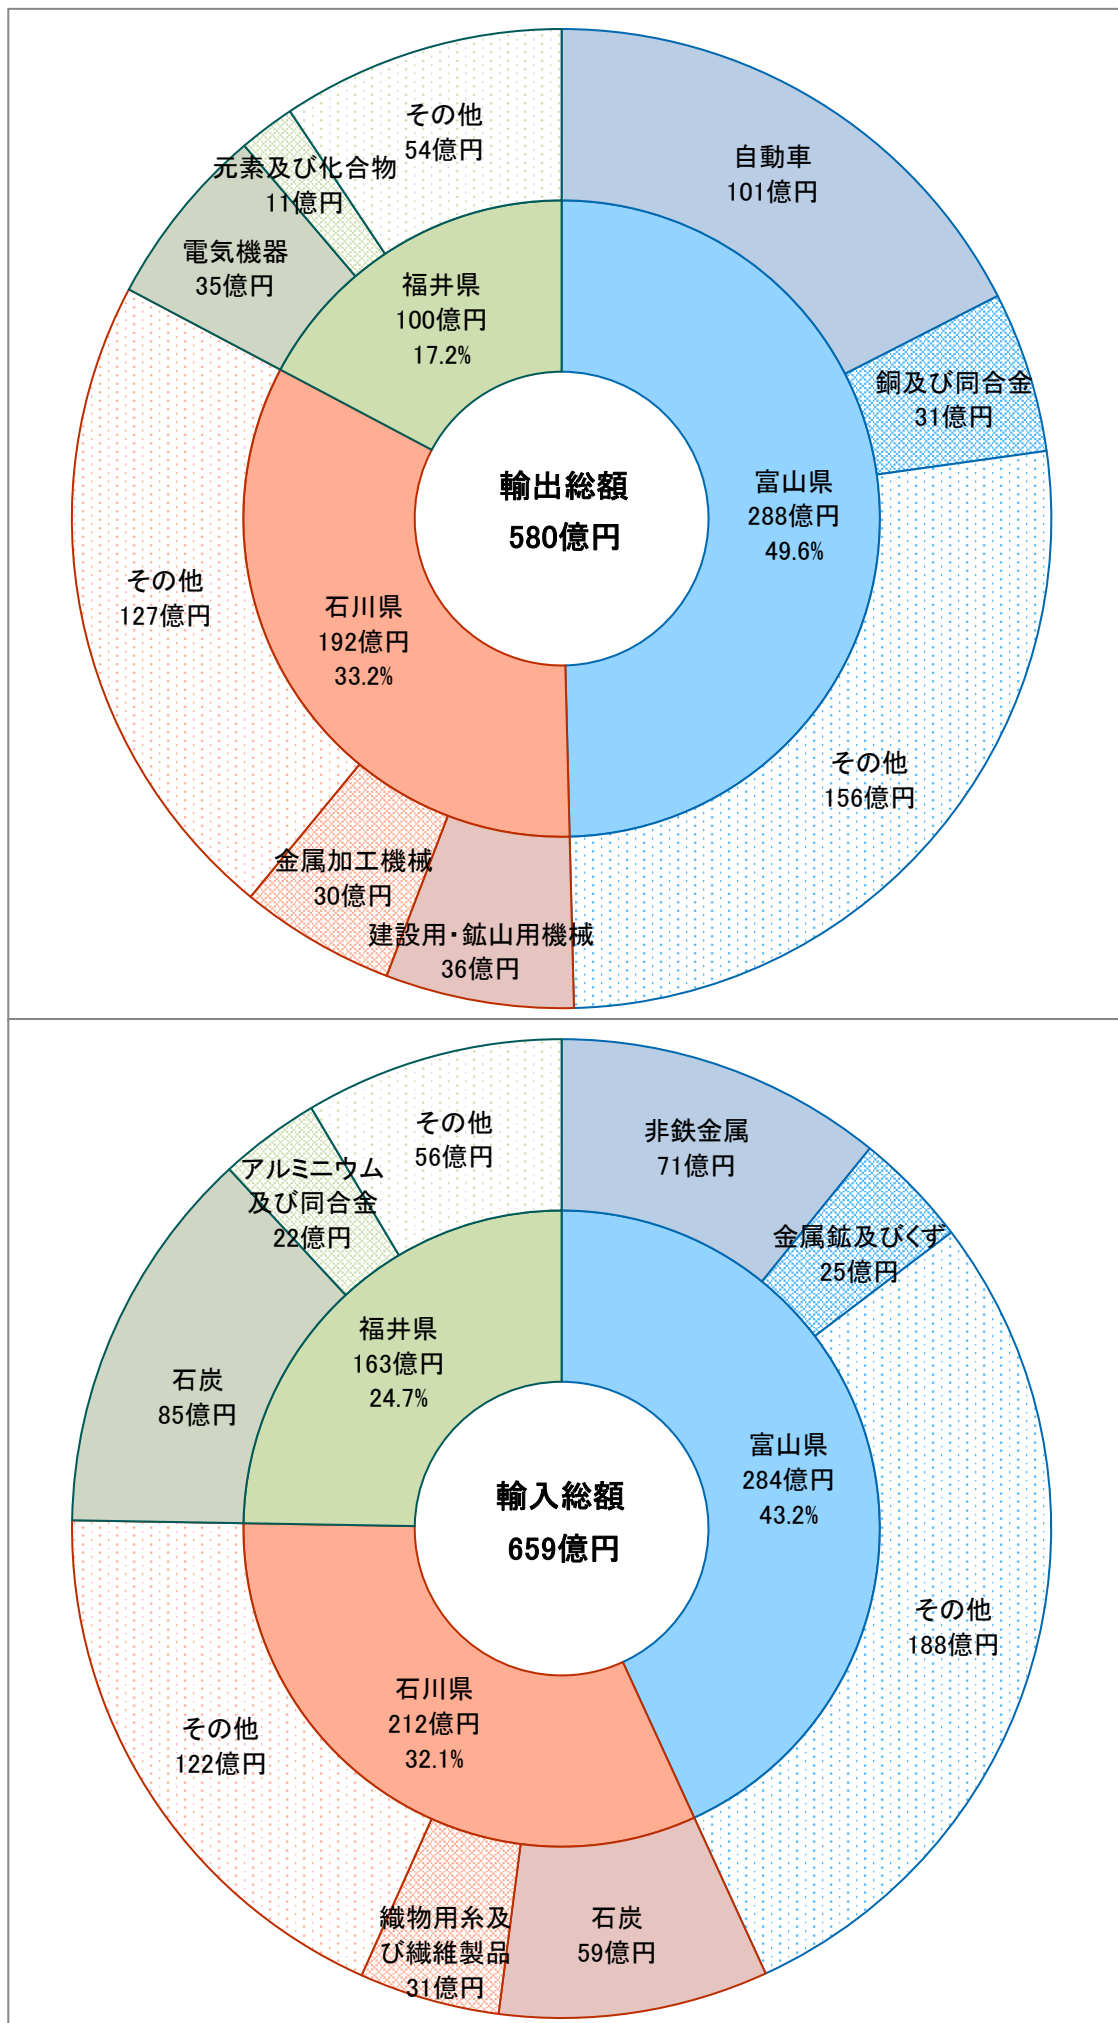 その他
54億円
自動車
101億円
元素及び化合物
11億円
電気機器
35億円
福井県
100億円
17.2%
銅及び同合金
31億円
輸出総額
580億円
富山県
288億円
49.6%
その他
127億円
石川県
192億円
33.2%
その他
156億円
金属加工機械
30億円
建設用・鉱山用機械
36億円
その他
56億円
非鉄金属
71億円
アルミニウム
及び同合金
22億円
金属鉱及びくず
25億円
福井県
163億円
24.7%
石炭
85億円
富山県
284億円
43.2%
輸入総額
659億円
その他
188億円
石川県
212億円
32.1%
その他
122億円
織物用糸及
び繊維製品
31億円
石炭
59億円